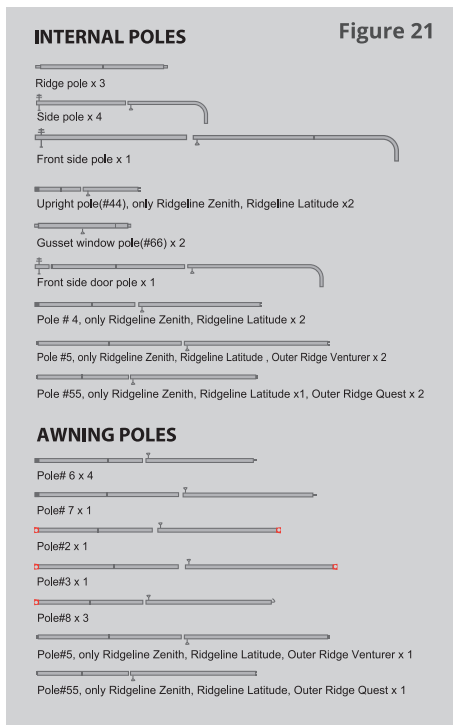 Figure 21
INTERNAL POLES
Ridge pole x 3
Side pole x 4
Front side pole x 1
Upright pole(#44), only Ridgeline Zenith, Ridgeline Latitude x2
Gusset window pole(#66) x 2
Front side door pole x 1
Pole # 4, only Ridgeline Zenith, Ridgeline Latitude x 2
Pole #5, only Ridgeline Zenith, Ridgeline Latitude , Outer Ridge Venturer x 2
Pole #55, only Ridgeline Zenith, Ridgeline Latitude x1, Outer Ridge Quest x 2
AWNING POLES
Pole# 6 x 4
Pole# 7 x 1
Pole#2 x 1
Pole#3 x 1
Pole#8 x 3
Pole#5, only Ridgeline Zenith, Ridgeline Latitude, Outer Ridge Venturer x 1
Pole#55, only Ridgeline Zenith, Ridgeline Latitude, Outer Ridge Quest x 1